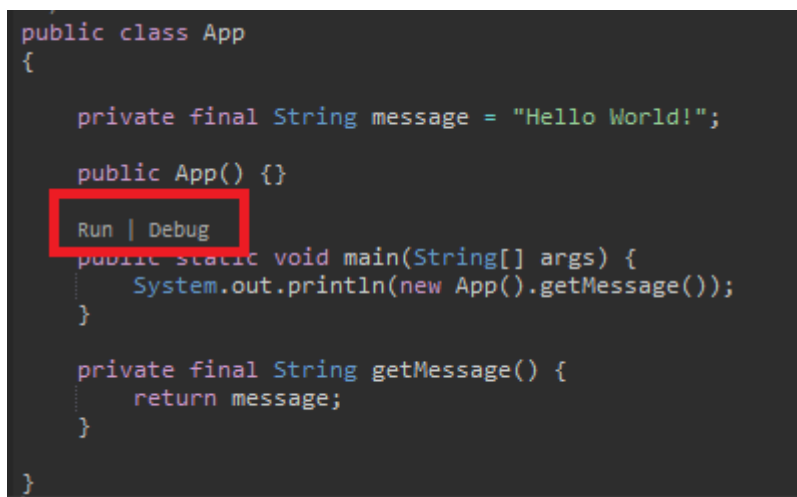 public class App
{
    private final String message = "Hello World!";
    public App() {}
    Run | Debug
    public static void main(String[] args) {
        System.out.println(new App().getMessage());
    }
    private final String getMessage() {
        return message;
    }
}